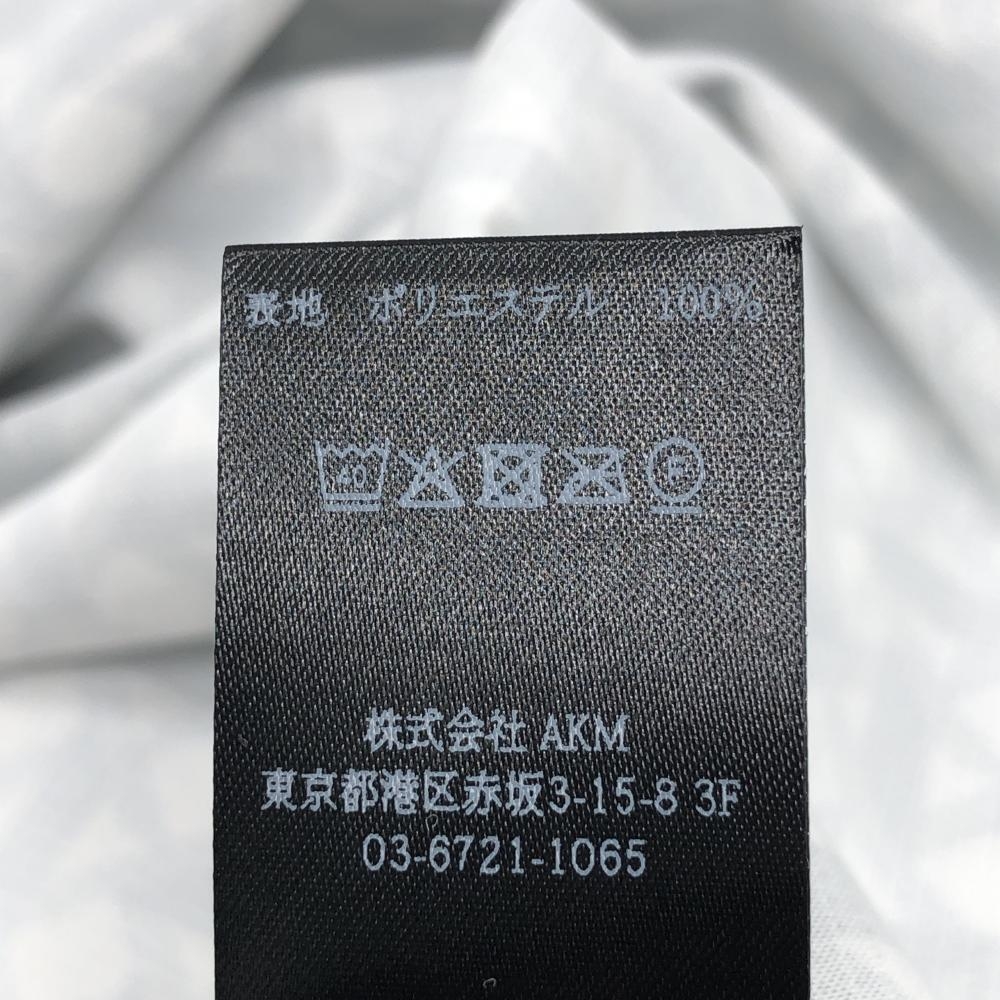 表地 ポリエステル 100%
40
F
株式会社 AKM
東京都港区赤坂3-15-8 3F
03-6721-1065